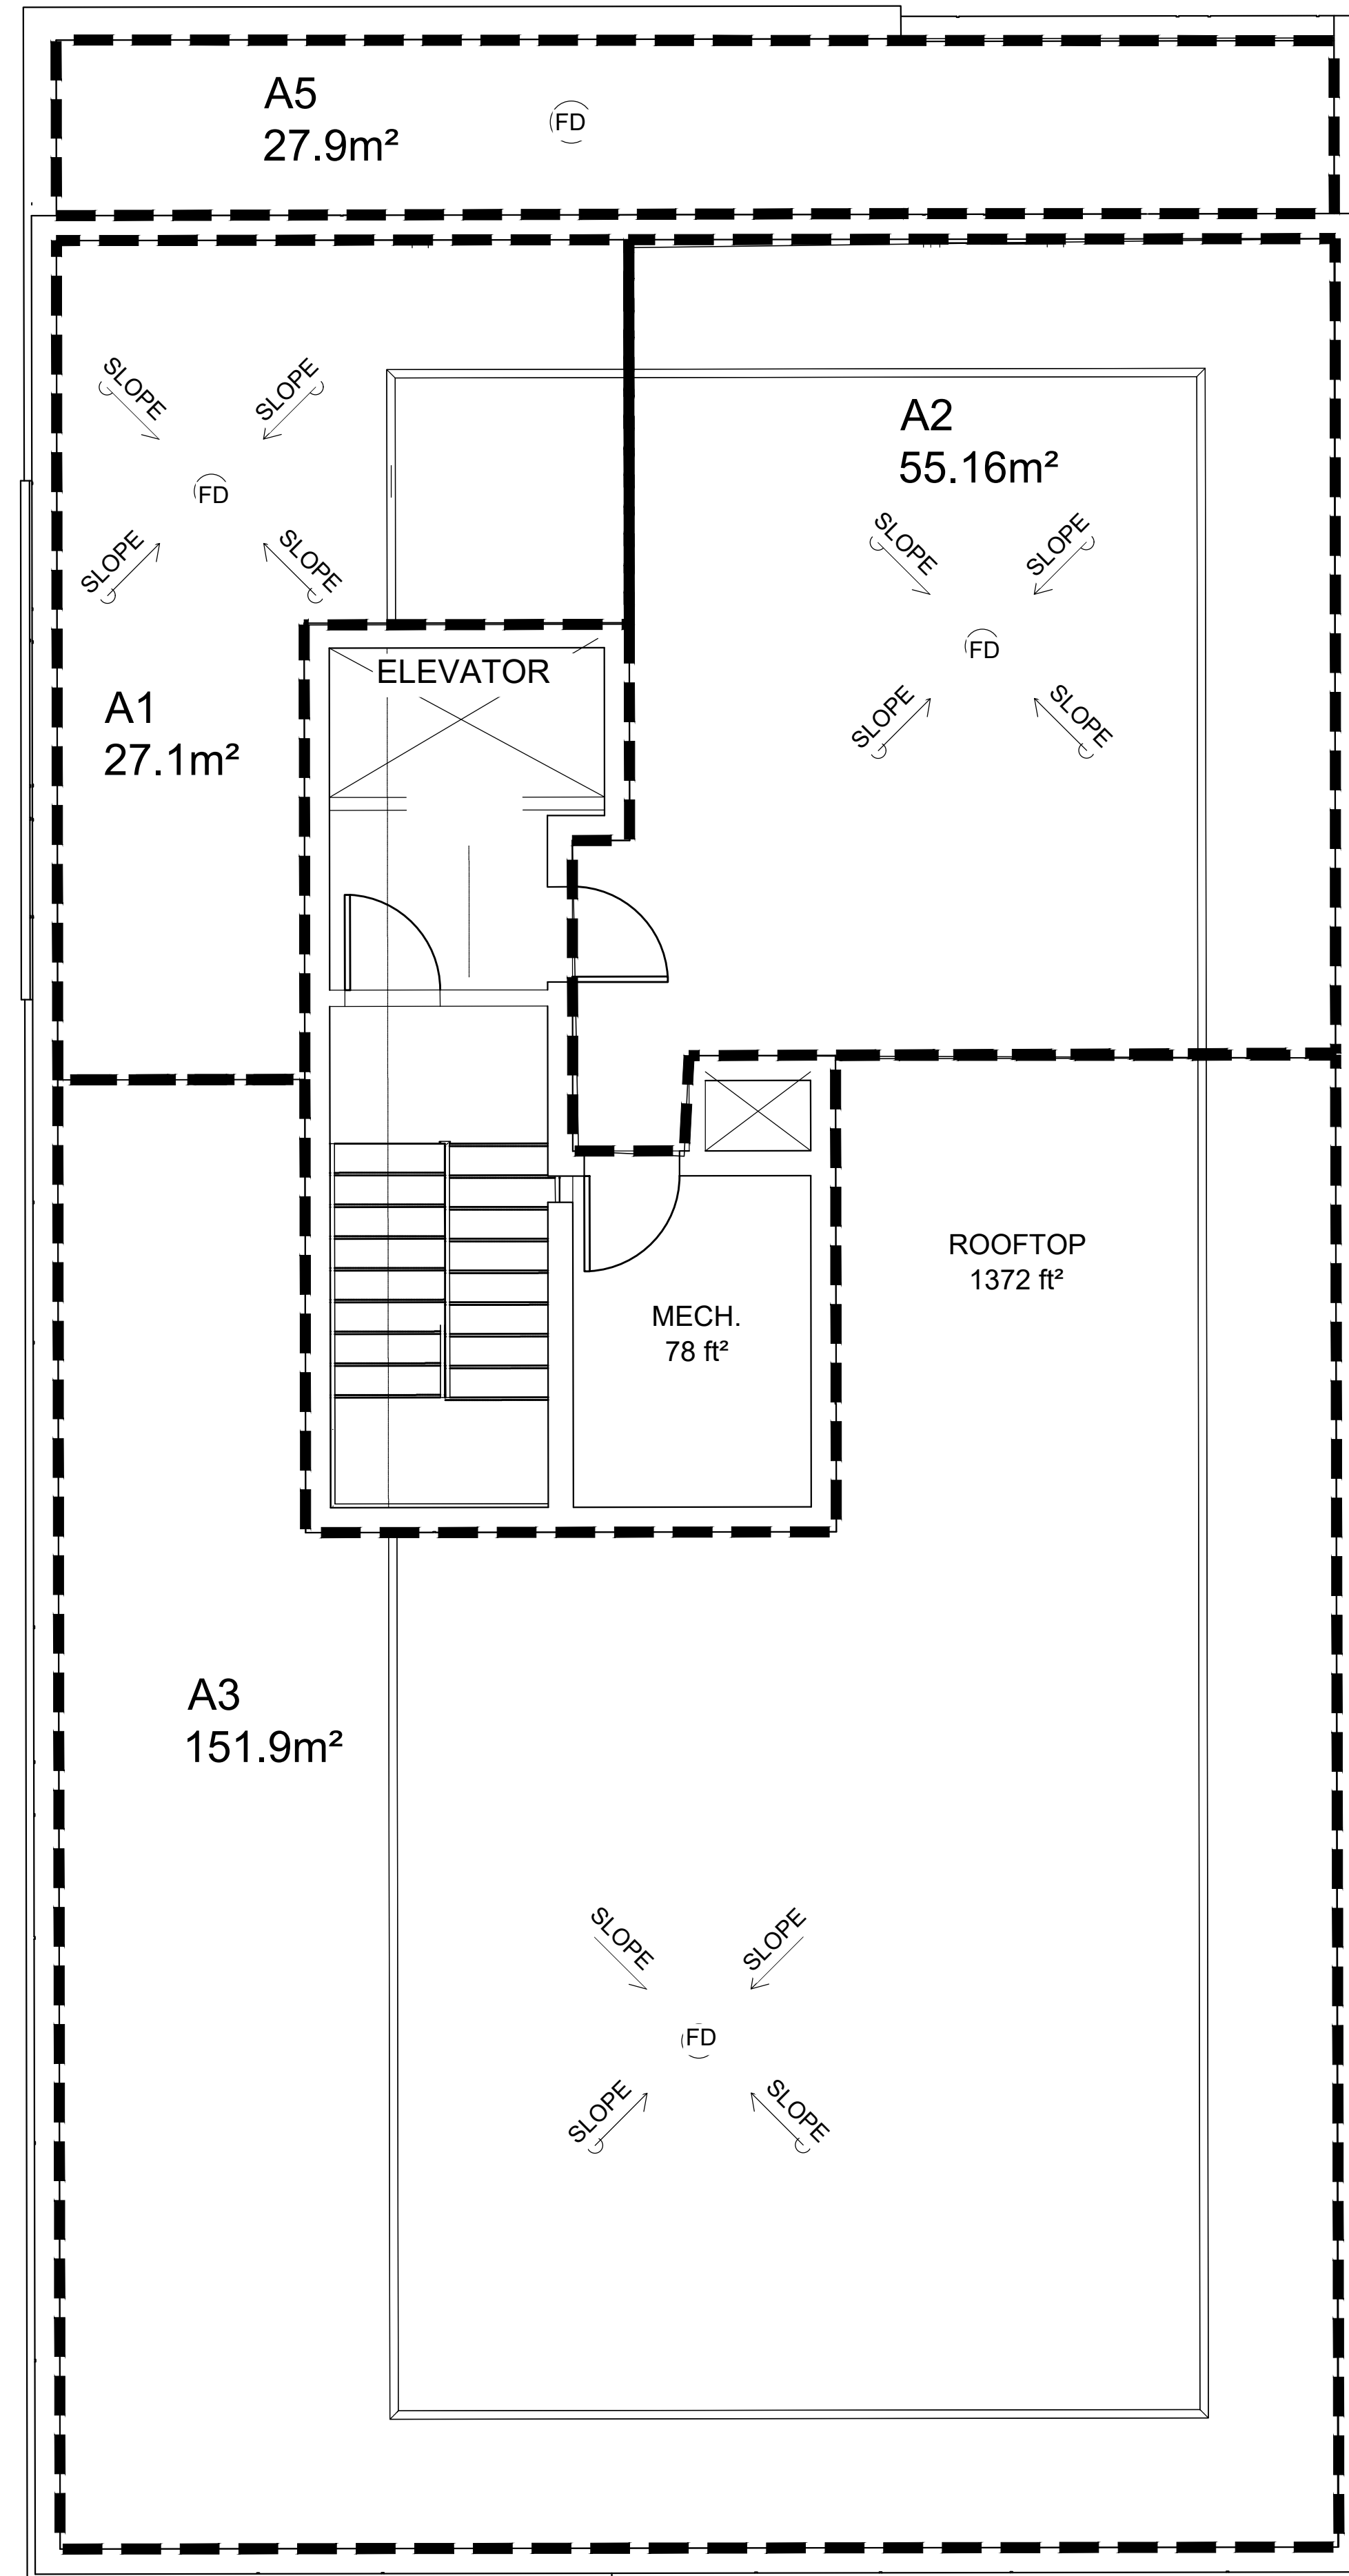 A5
27.9m²
FD
SLOPE
SLOPE
A2
55.16m²
FD
SLOPE
SLOPE
SLOPE
SLOPE
FD
ELEVATOR
A1
27.1m²
SLOPE
SLOPE
ROOFTOP
1372 ft²
MECH.
78 ft²
A3
151.9m²
SLOPE
SLOPE
FD
SLOPE
SLOPE